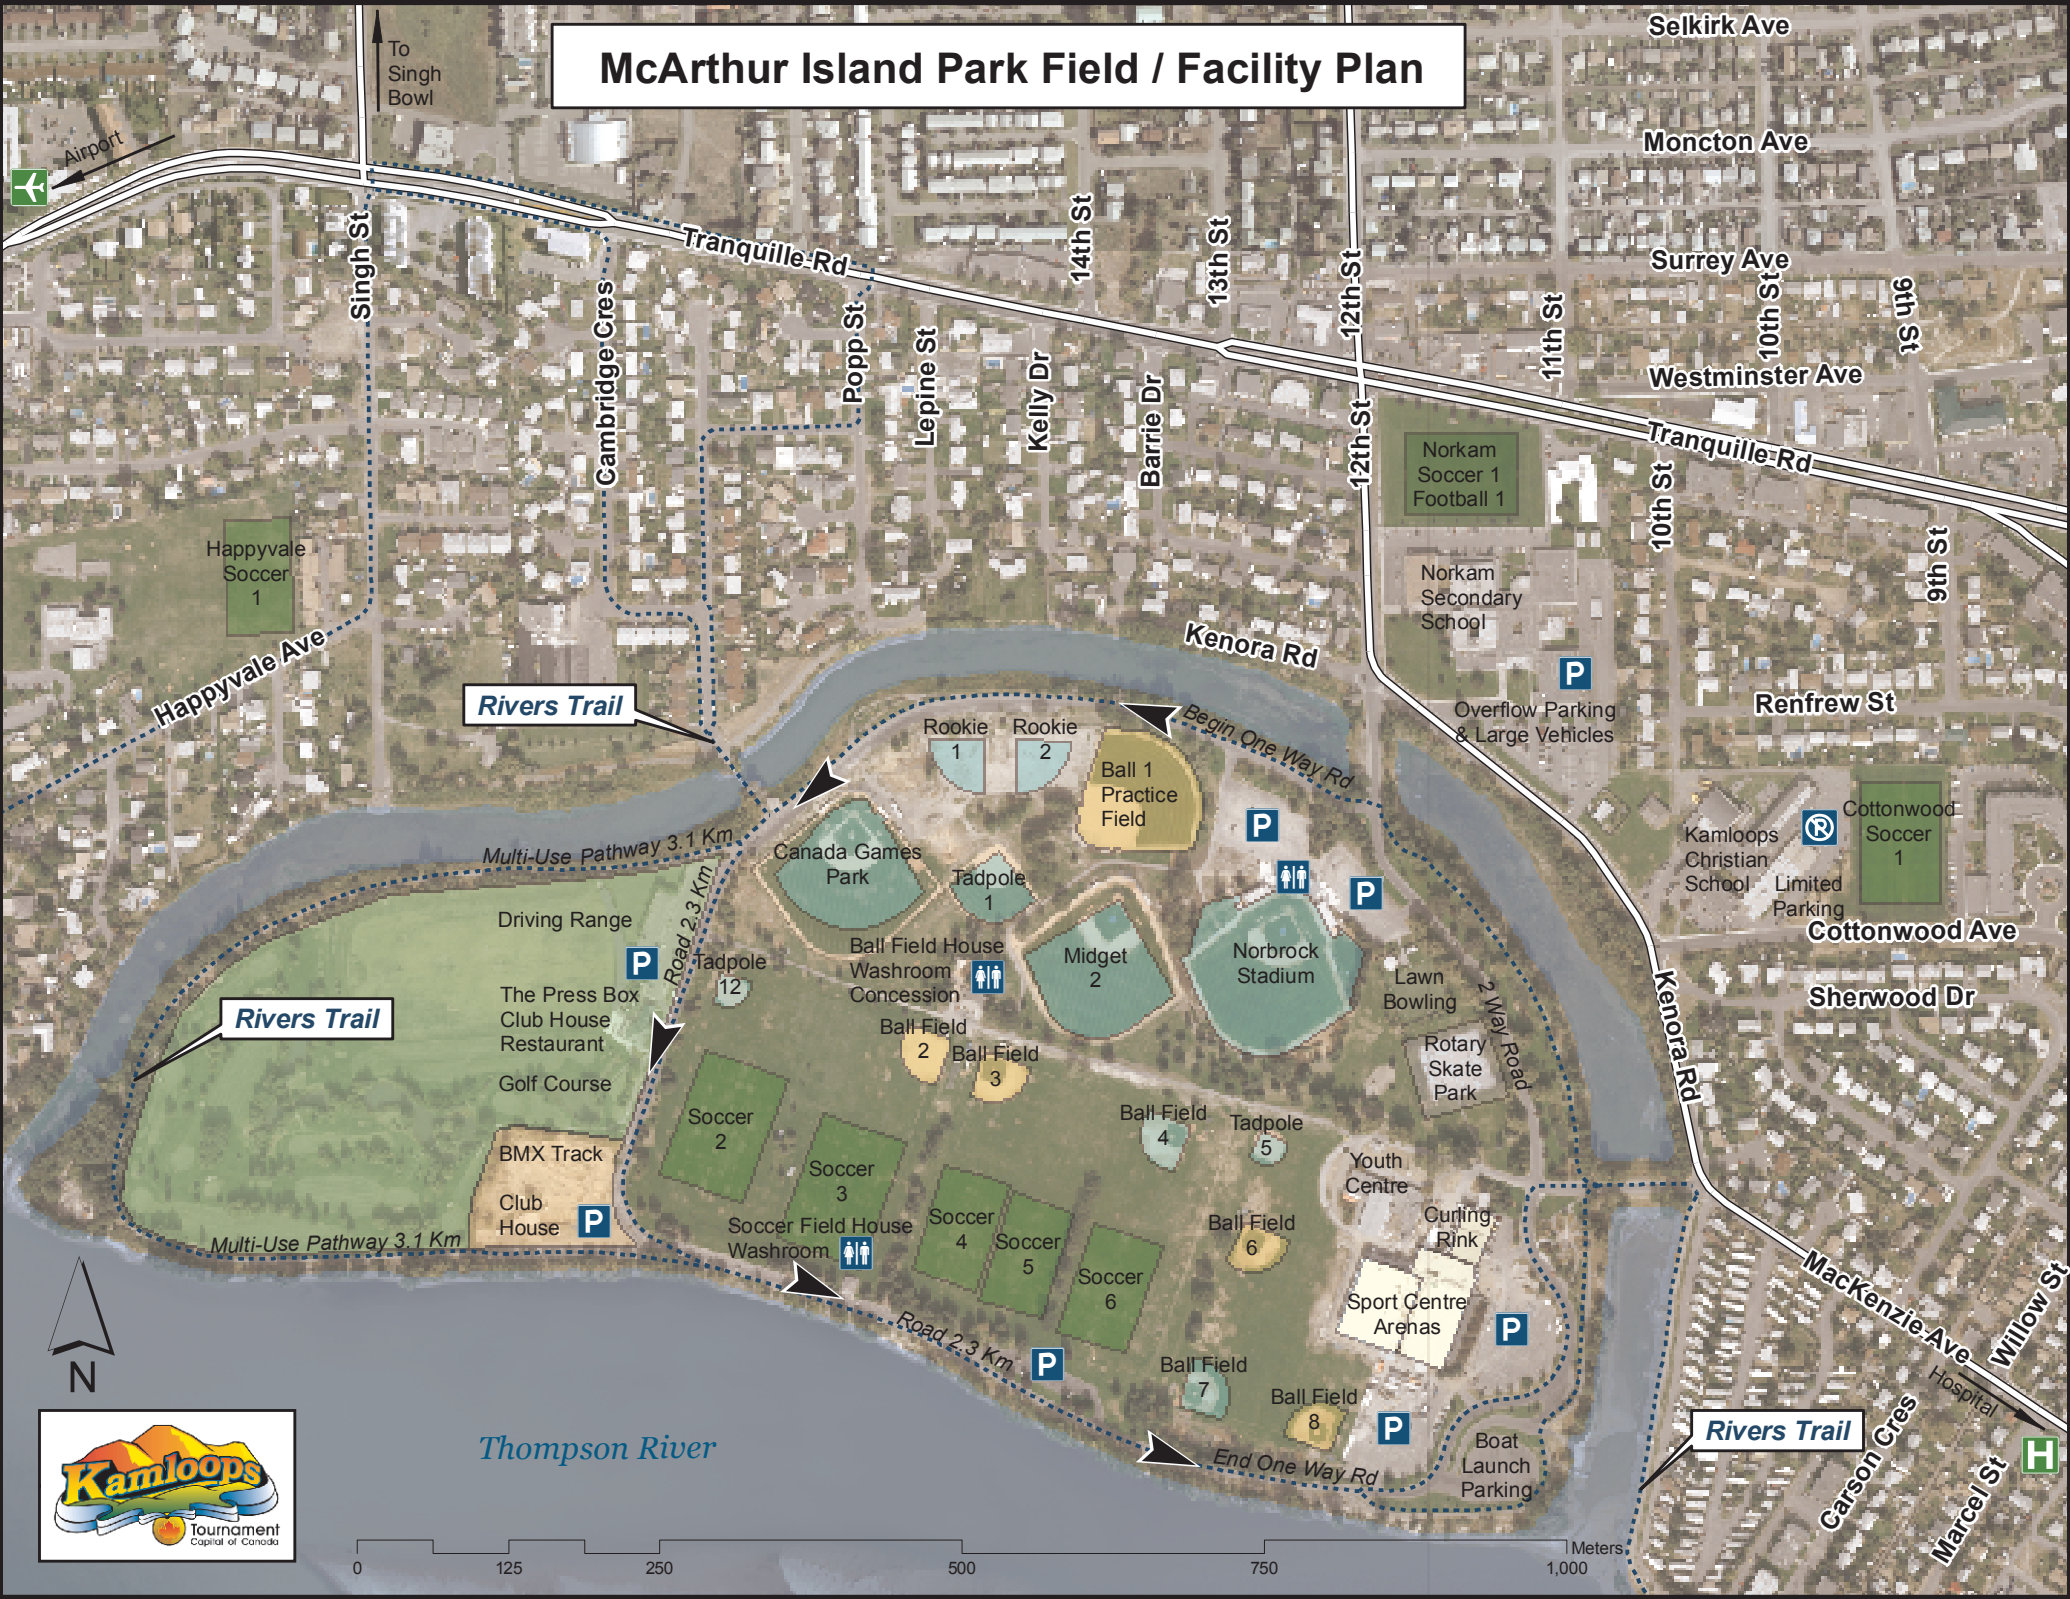 McArthur Island Park Field / Facility Plan
To
Singh
Bowl
Airport
Selkirk Ave
Moncton Ave
Surrey Ave
Westminster Ave
Singh St
Cambridge Cres
Tranquille Rd
Popp St
Lepine St
Kelly Dr
Barrie Dr
14th St
13th St
12th St
12th St
11th St
10th St
9th St
Tranquille Rd
10th St
9th St
Norkam
Soccer 1
Football 1
Norkam
Secondary
School
P
Overflow Parking
& Large Vehicles
Renfrew St
Happyvale
Soccer
1
Happyvale Ave
Rivers Trail
Kenora Rd
Begin One Way Rd
Rookie
1
Rookie
2
Ball 1
Practice
Field
P
P
Kamloops
Christian
School
Limited
Parking
Cottonwood
Soccer
1
Cottonwood Ave
Sherwood Dr
Kenora Rd
Multi-Use Pathway 3.1 Km
Canada Games
Park
Tadpole
1
Midget
2
Norbrock
Stadium
Lawn
Bowling
2 Way Road
Rotary
Skate
Park
Driving Range
P
Road 2.3 Km
Tadpole
12
Ball Field House
Washroom
Concession
The Press Box
Club House
Restaurant
Golf Course
Rivers Trail
Ball Field
2
Ball Field
3
Ball Field
4
Tadpole
5
Youth
Centre
Curling
Rink
Soccer
2
Soccer
3
Soccer
4
Soccer
5
Soccer
6
Soccer Field House
Washroom
BMX Track
Club
House
P
Multi-Use Pathway 3.1 Km
Ball Field
6
Sport Centre
Arenas
P
Road 2.3 Km
P
Ball Field
7
Ball Field
8
P
End One Way Rd
Boat
Launch
Parking
MacKenzie Ave
Willow St
Hospital
H
Rivers Trail
Carson Cres
Marcel St
N
Thompson River
Kamloops
Tournament
Capital of Canada
0 125 250 500 750 1,000 Meters